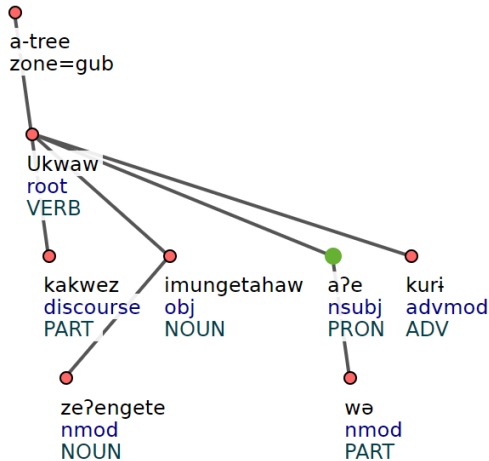 a-tree
zone=gub
Ukwaw
root
VERB
kakwez
discourse
PART
imungetahaw
obj
NOUN
aʔe
nsubj
PRON
kurɨ
advmod
ADV
zeʔengete
nmod
NOUN
wə
nmod
PART